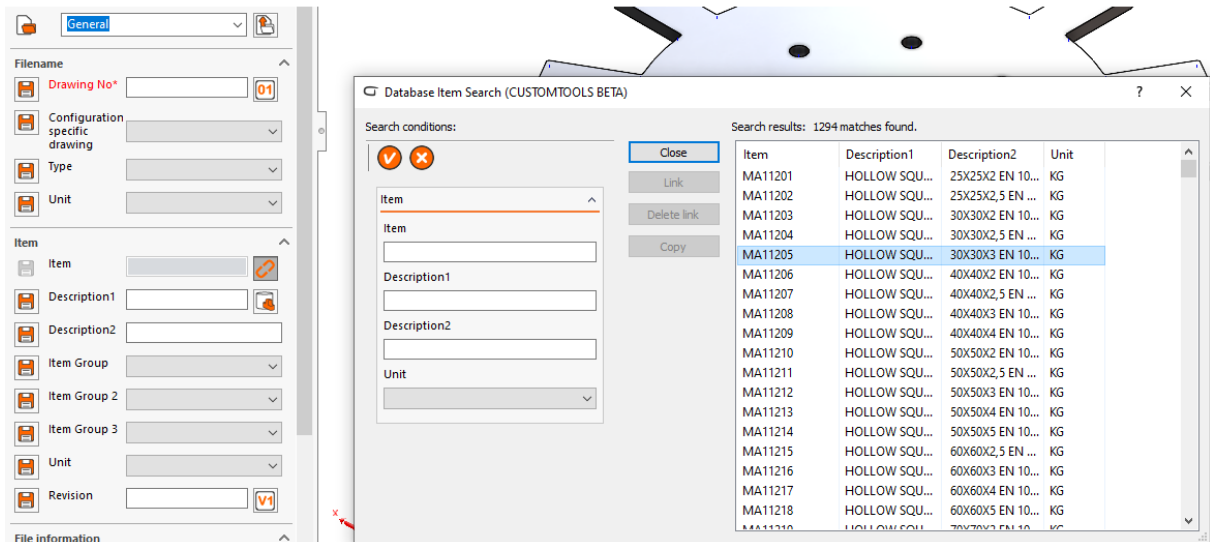 General
Filename
Drawing No*
01
Configuration
specific
drawing
Type
Unit
Item
Item
Description1
Description2
Item Group
Item Group 2
Item Group 3
Unit
Revision
V1
File information
x
Database Item Search (CUSTOMTOOLS BETA)
?
Search conditions:
Item
Item
Description1
Description2
Unit
Close
Link
Delete link
Copy
Search results: 1294 matches found.
Item Description1 Description2 Unit
MA11201 HOLLOW SQU... 25X25X2 EN 10... KG
MA11202 HOLLOW SQU... 25X25X2,5 EN ... KG
MA11203 HOLLOW SQU... 30X30X2 EN 10... KG
MA11204 HOLLOW SQU... 30X30X2,5 EN ... KG
MA11205 HOLLOW SQU... 30X30X3 EN 10... KG
MA11206 HOLLOW SQU... 40X40X2 EN 10... KG
MA11207 HOLLOW SQU... 40X40X2,5 EN ... KG
MA11208 HOLLOW SQU... 40X40X3 EN 10... KG
MA11209 HOLLOW SQU... 40X40X4 EN 10... KG
MA11210 HOLLOW SQU... 50X50X2 EN 10... KG
MA11211 HOLLOW SQU... 50X50X2,5 EN ... KG
MA11212 HOLLOW SQU... 50X50X3 EN 10... KG
MA11213 HOLLOW SQU... 50X50X4 EN 10... KG
MA11214 HOLLOW SQU... 50X50X5 EN 10... KG
MA11215 HOLLOW SQU... 60X60X2,5 EN ... KG
MA11216 HOLLOW SQU... 60X60X3 EN 10... KG
MA11217 HOLLOW SQU... 60X60X4 EN 10... KG
MA11218 HOLLOW SQU... 60X60X5 EN 10... KG
MA11219 HOLLOW SQU... 70X70X3 EN 10... KG